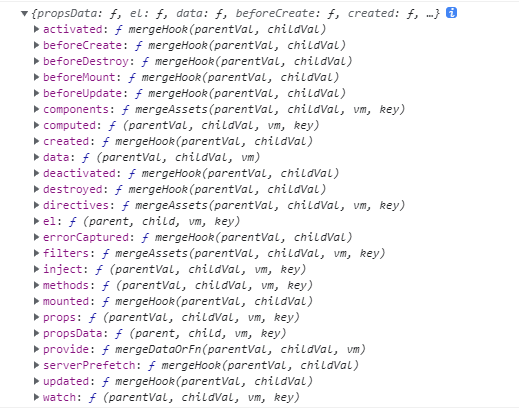 {propsData: ƒ, el: ƒ, data: ƒ, beforeCreate: ƒ, created: ƒ, …} i
activated: ƒ mergeHook(parentVal, childVal)
beforeCreate: ƒ mergeHook(parentVal, childVal)
beforeDestroy: ƒ mergeHook(parentVal, childVal)
beforeMount: ƒ mergeHook(parentVal, childVal)
beforeUpdate: ƒ mergeHook(parentVal, childVal)
components: ƒ mergeAssets(parentVal, childVal, vm, key)
computed: ƒ (parentVal, childVal, vm, key)
created: ƒ mergeHook(parentVal, childVal)
data: ƒ (parentVal, childVal, vm)
deactivated: ƒ mergeHook(parentVal, childVal)
destroyed: ƒ mergeHook(parentVal, childVal)
directives: ƒ mergeAssets(parentVal, childVal, vm, key)
el: ƒ (parent, child, vm, key)
errorCaptured: ƒ mergeHook(parentVal, childVal)
filters: ƒ mergeAssets(parentVal, childVal, vm, key)
inject: ƒ (parentVal, childVal, vm, key)
methods: ƒ (parentVal, childVal, vm, key)
mounted: ƒ mergeHook(parentVal, childVal)
props: ƒ (parentVal, childVal, vm, key)
propsData: ƒ (parent, child, vm, key)
provide: ƒ mergeDataOrFn(parentVal, childVal, vm)
serverPrefetch: ƒ mergeHook(parentVal, childVal)
updated: ƒ mergeHook(parentVal, childVal)
watch: ƒ (parentVal, childVal, vm, key)